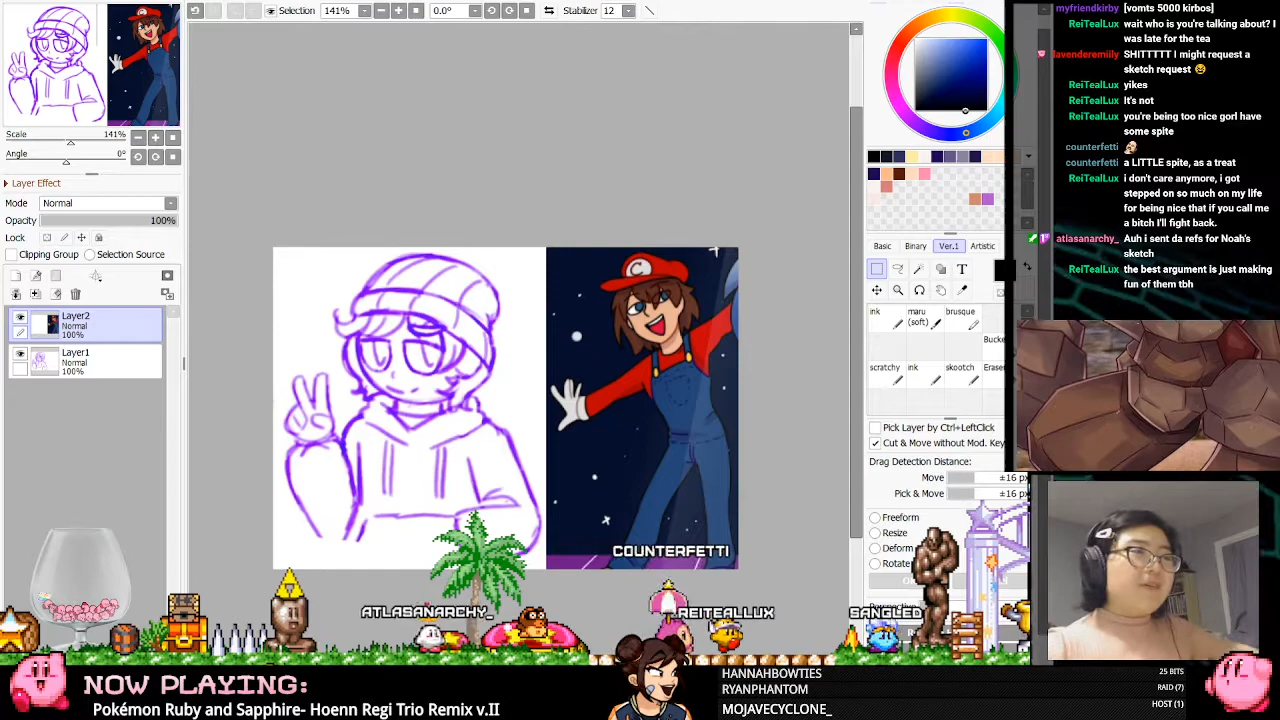 Selection
141%
0.0°
Stabilizer
12
Scale
141%
Angle
0°
Layer Effect
Mode
Normal
Opacity
100%
Lock
Clipping Group
Selection Source
Layer2
Normal
100%
Layer1
Normal
100%
C
COUNTERFETTI
Basic
Binary
Ver.1
Artistic
T
ink
maru
(soft)
brusque
Bucke
scratchy
ink
skootch
Eraser
Pick Layer by Ctrl+LeftClick
Cut & Move without Mod. Key
Drag Detection Distance:
Move
±16 px
Pick & Move
±16 px
Freeform
Resize
Deform
Rotate
myfriendkirby [vomts 5000 kirbos]
ReiTealLux wait who is you're talking about? I
was late for the tea
lavenderemiily SHITTTTT I might request a
sketch request
ReiTealLux yikes
ReiTealLux It's not
ReiTealLux you're being too nice gorl have
some spite
counterfetti
counterfetti a LITTLE spite, as a treat
ReiTealLux i don't care anymore, i got
stepped on so much on my life
for being nice that if you call me
a bitch I'll fight back.
atlasanarchy_ Auh i sent da refs for Noah's
sketch
ReiTealLux the best argument is just making
fun of them tbh
ATLASANARCHY_
REITEALLUX
SANGLED
NOW PLAYING:
Pokémon Ruby and Sapphire- Hoenn Regi Trio Remix v.II
HANNAHBOWTIES
25 BITS
RYANPHANTOM
RAID (7)
MOJAVECYCLONE_
HOST (1)